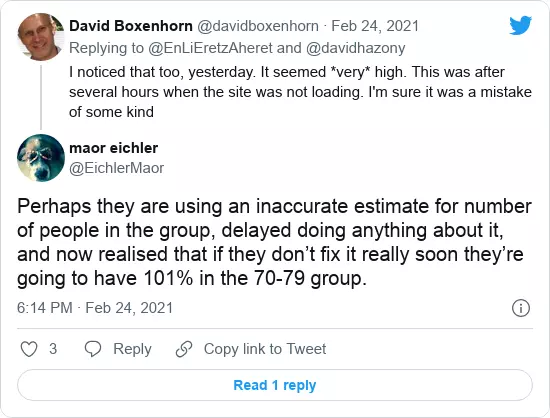 David Boxenhorn @davidboxenhorn · Feb 24, 2021
Replying to @EnLiEretzAheret and @davidhazony
I noticed that too, yesterday. It seemed *very* high. This was after
several hours when the site was not loading. I'm sure it was a mistake
of some kind
maor eichler
@EichlerMaor
Perhaps they are using an inaccurate estimate for number
of people in the group, delayed doing anything about it,
and now realised that if they don’t fix it really soon they’re
going to have 101% in the 70-79 group.
6:14 PM · Feb 24, 2021
3 Reply Copy link to Tweet
Read 1 reply